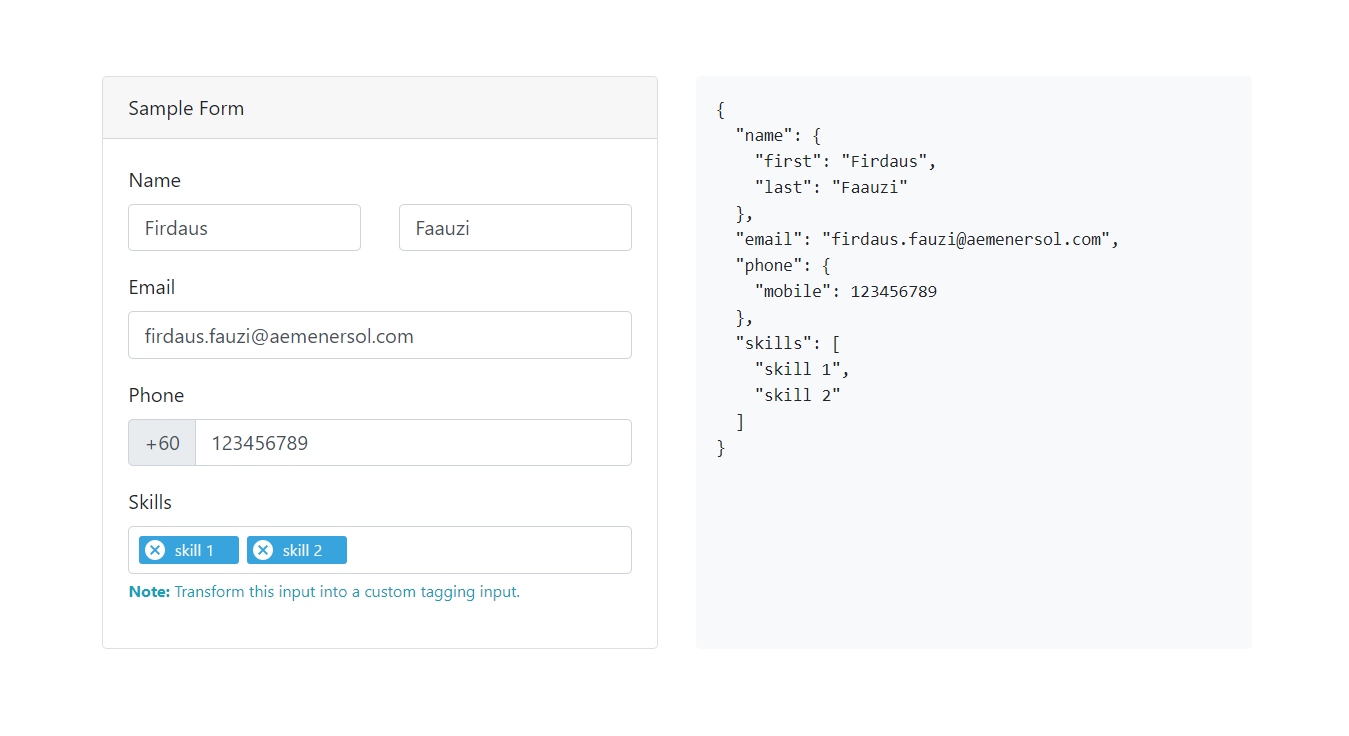 Sample Form
Name
Firdaus Faauzi
Email
firdaus.fauzi@aemenersol.com
Phone
+60 123456789
Skills
skill 1 skill 2
Note: Transform this input into a custom tagging input.
{
"name": {
"first": "Firdaus",
"last": "Faauzi"
},
"email": "firdaus.fauzi@aemenersol.com",
"phone": {
"mobile": 123456789
},
"skills": [
"skill 1",
"skill 2"
]
}